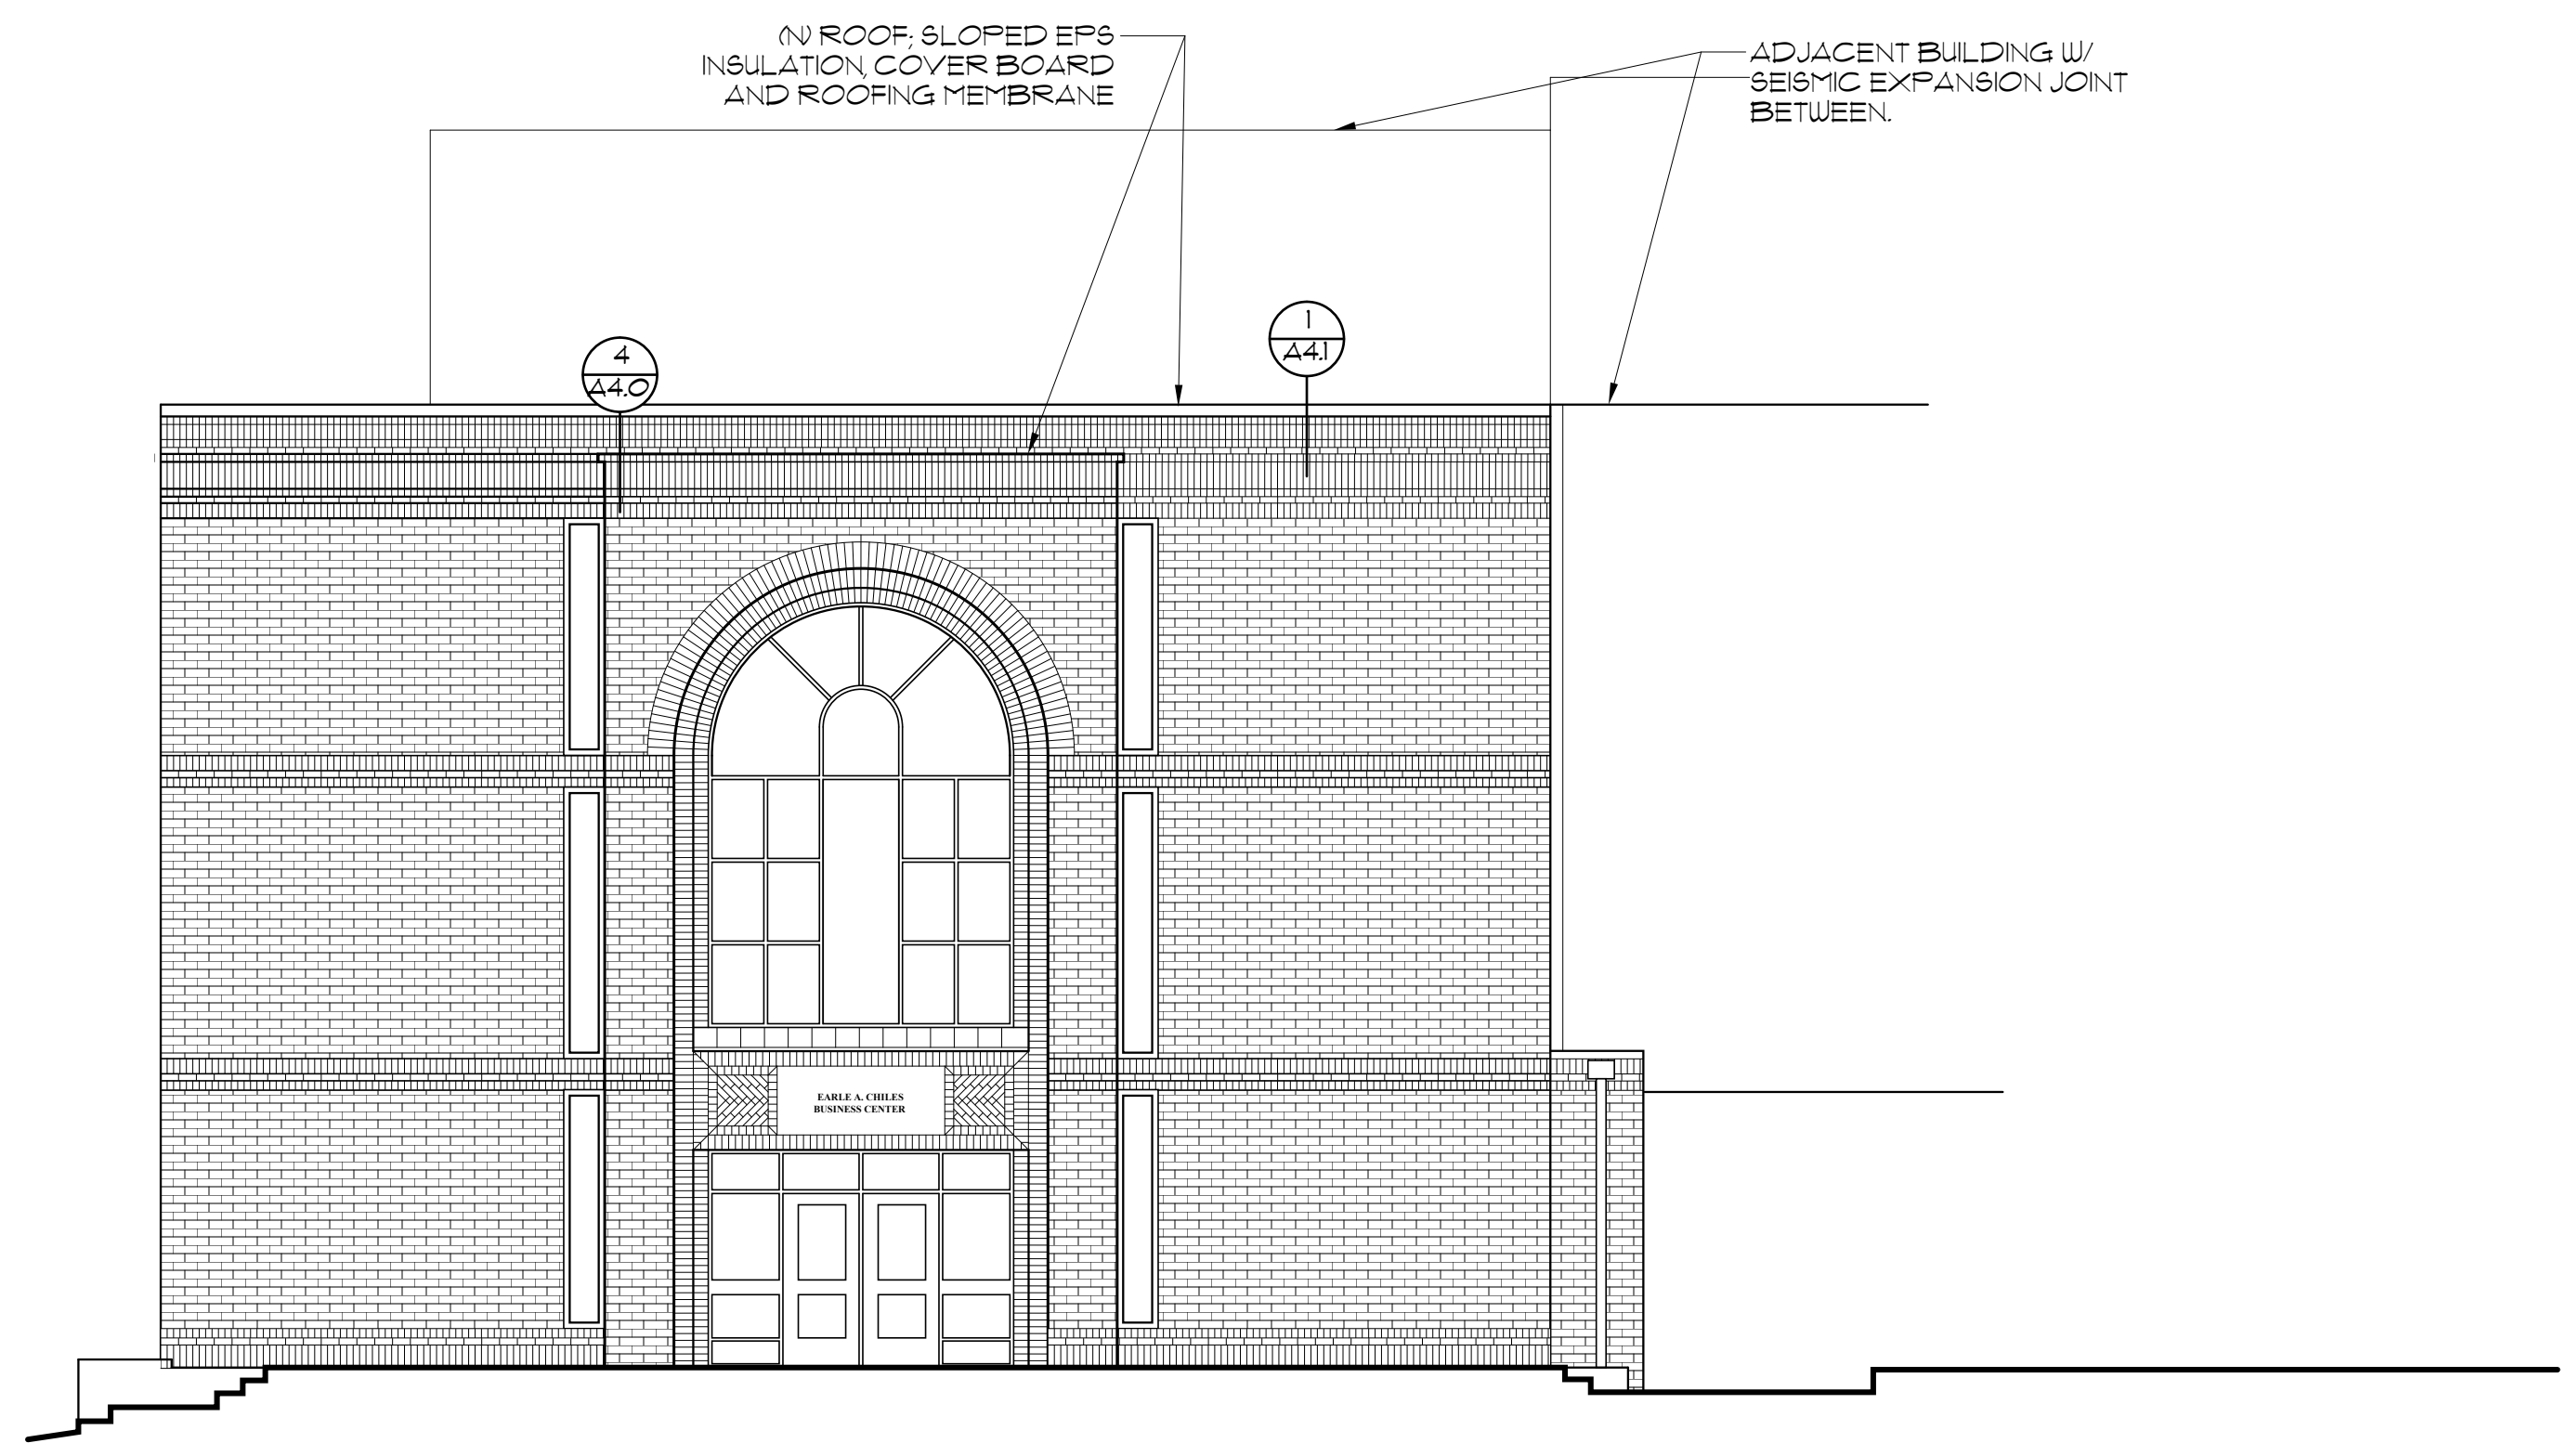 (N) ROOF; SLOPED EPS
INSULATION, COVER BOARD
AND ROOFING MEMBRANE
ADJACENT BUILDING W/
SEISMIC EXPANSION JOINT
BETWEEN.
1
A4.1
4
A4.0
EARLE A. CHILES
BUSINESS CENTER